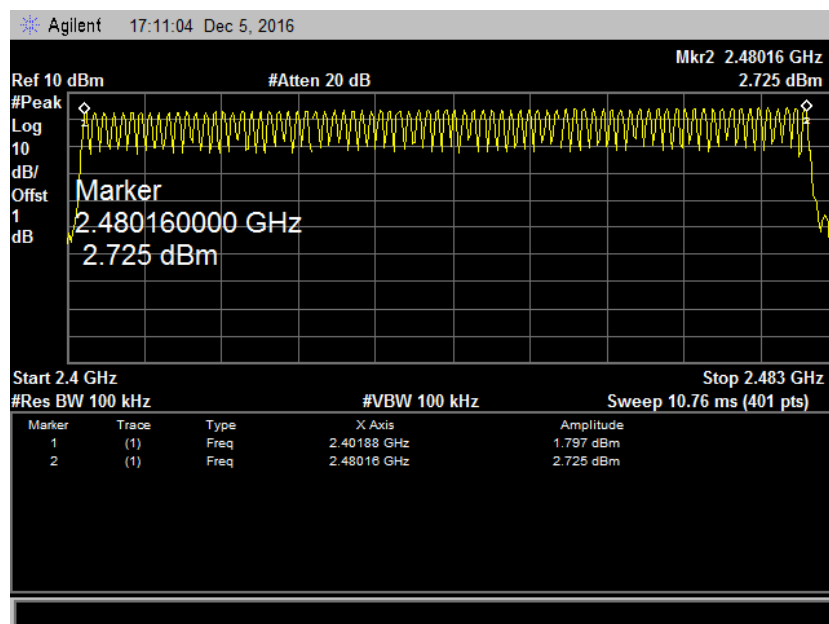 Agilent 17:11:04 Dec 5, 2016
Mkr2 2.48016 GHz
Ref 10 dBm #Atten 20 dB 2.725 dBm
#Peak
Log
10
dB/
Offst
1
dB
1
2
Marker
2.480160000 GHz
2.725 dBm
Start 2.4 GHz Stop 2.483 GHz
#Res BW 100 kHz #VBW 100 kHz Sweep 10.76 ms (401 pts)
Marker Trace Type X Axis Amplitude
1 (1) Freq 2.40188 GHz 1.797 dBm
2 (1) Freq 2.48016 GHz 2.725 dBm